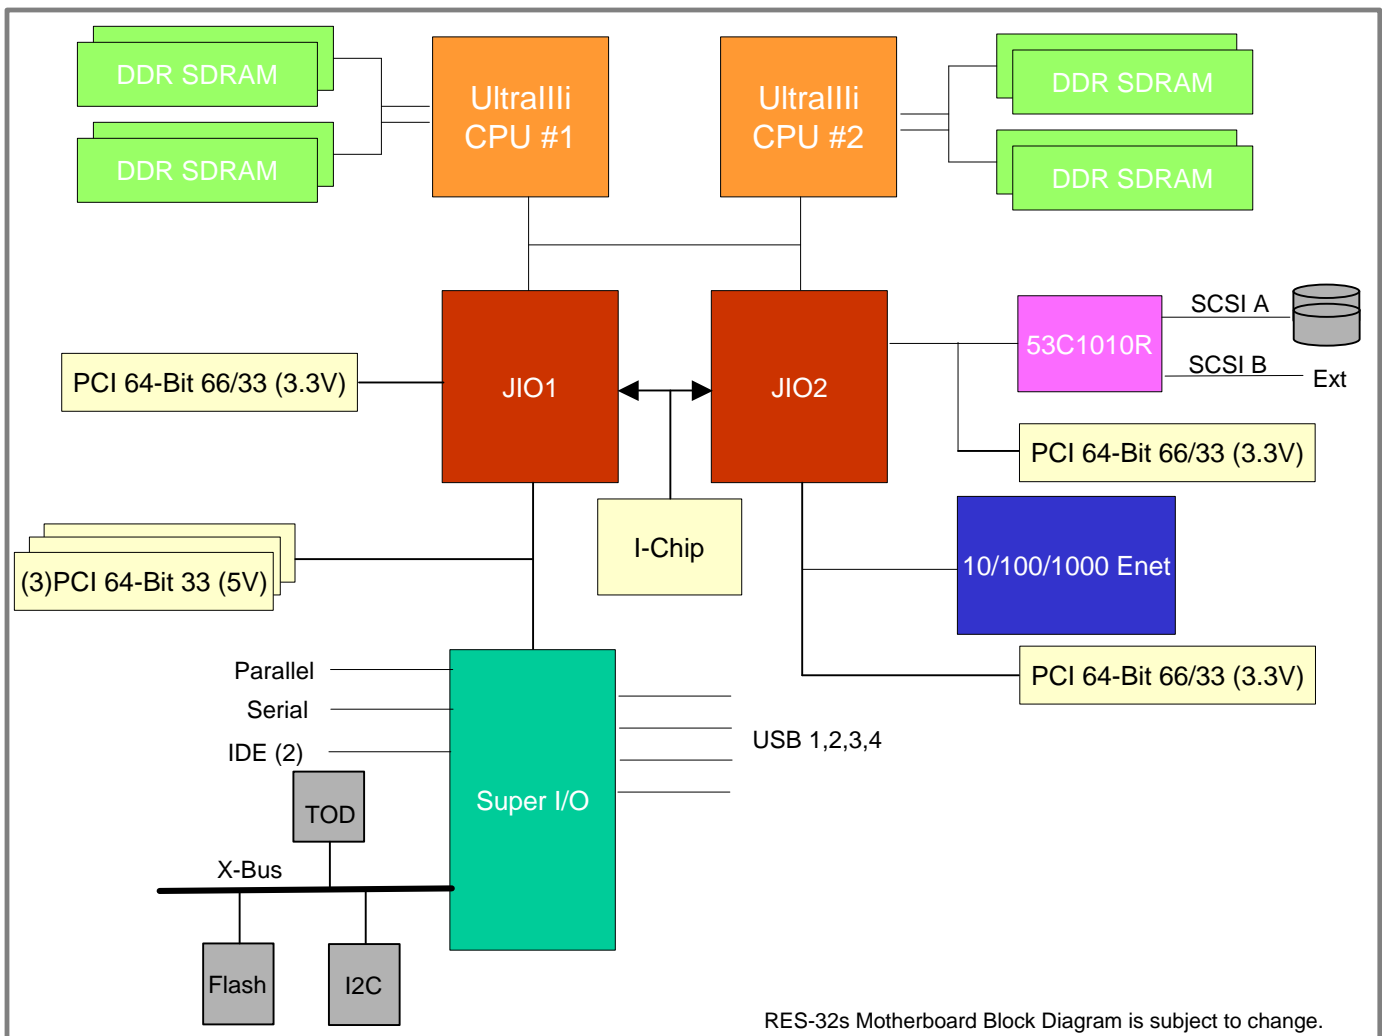 DDR SDRAM
DDR SDRAM
UltraIIIi
CPU #1
UltraIIIi
CPU #2
DDR SDRAM
DDR SDRAM
PCI 64-Bit 66/33 (3.3V)
JIO1
JIO2
53C1010R
SCSI A
SCSI B
Ext
PCI 64-Bit 66/33 (3.3V)
(3)PCI 64-Bit 33 (5V)
I-Chip
10/100/1000 Enet
PCI 64-Bit 66/33 (3.3V)
Parallel
Serial
IDE (2)
Super I/O
USB 1,2,3,4
TOD
X-Bus
Flash
I2C
RES-32s Motherboard Block Diagram is subject to change.